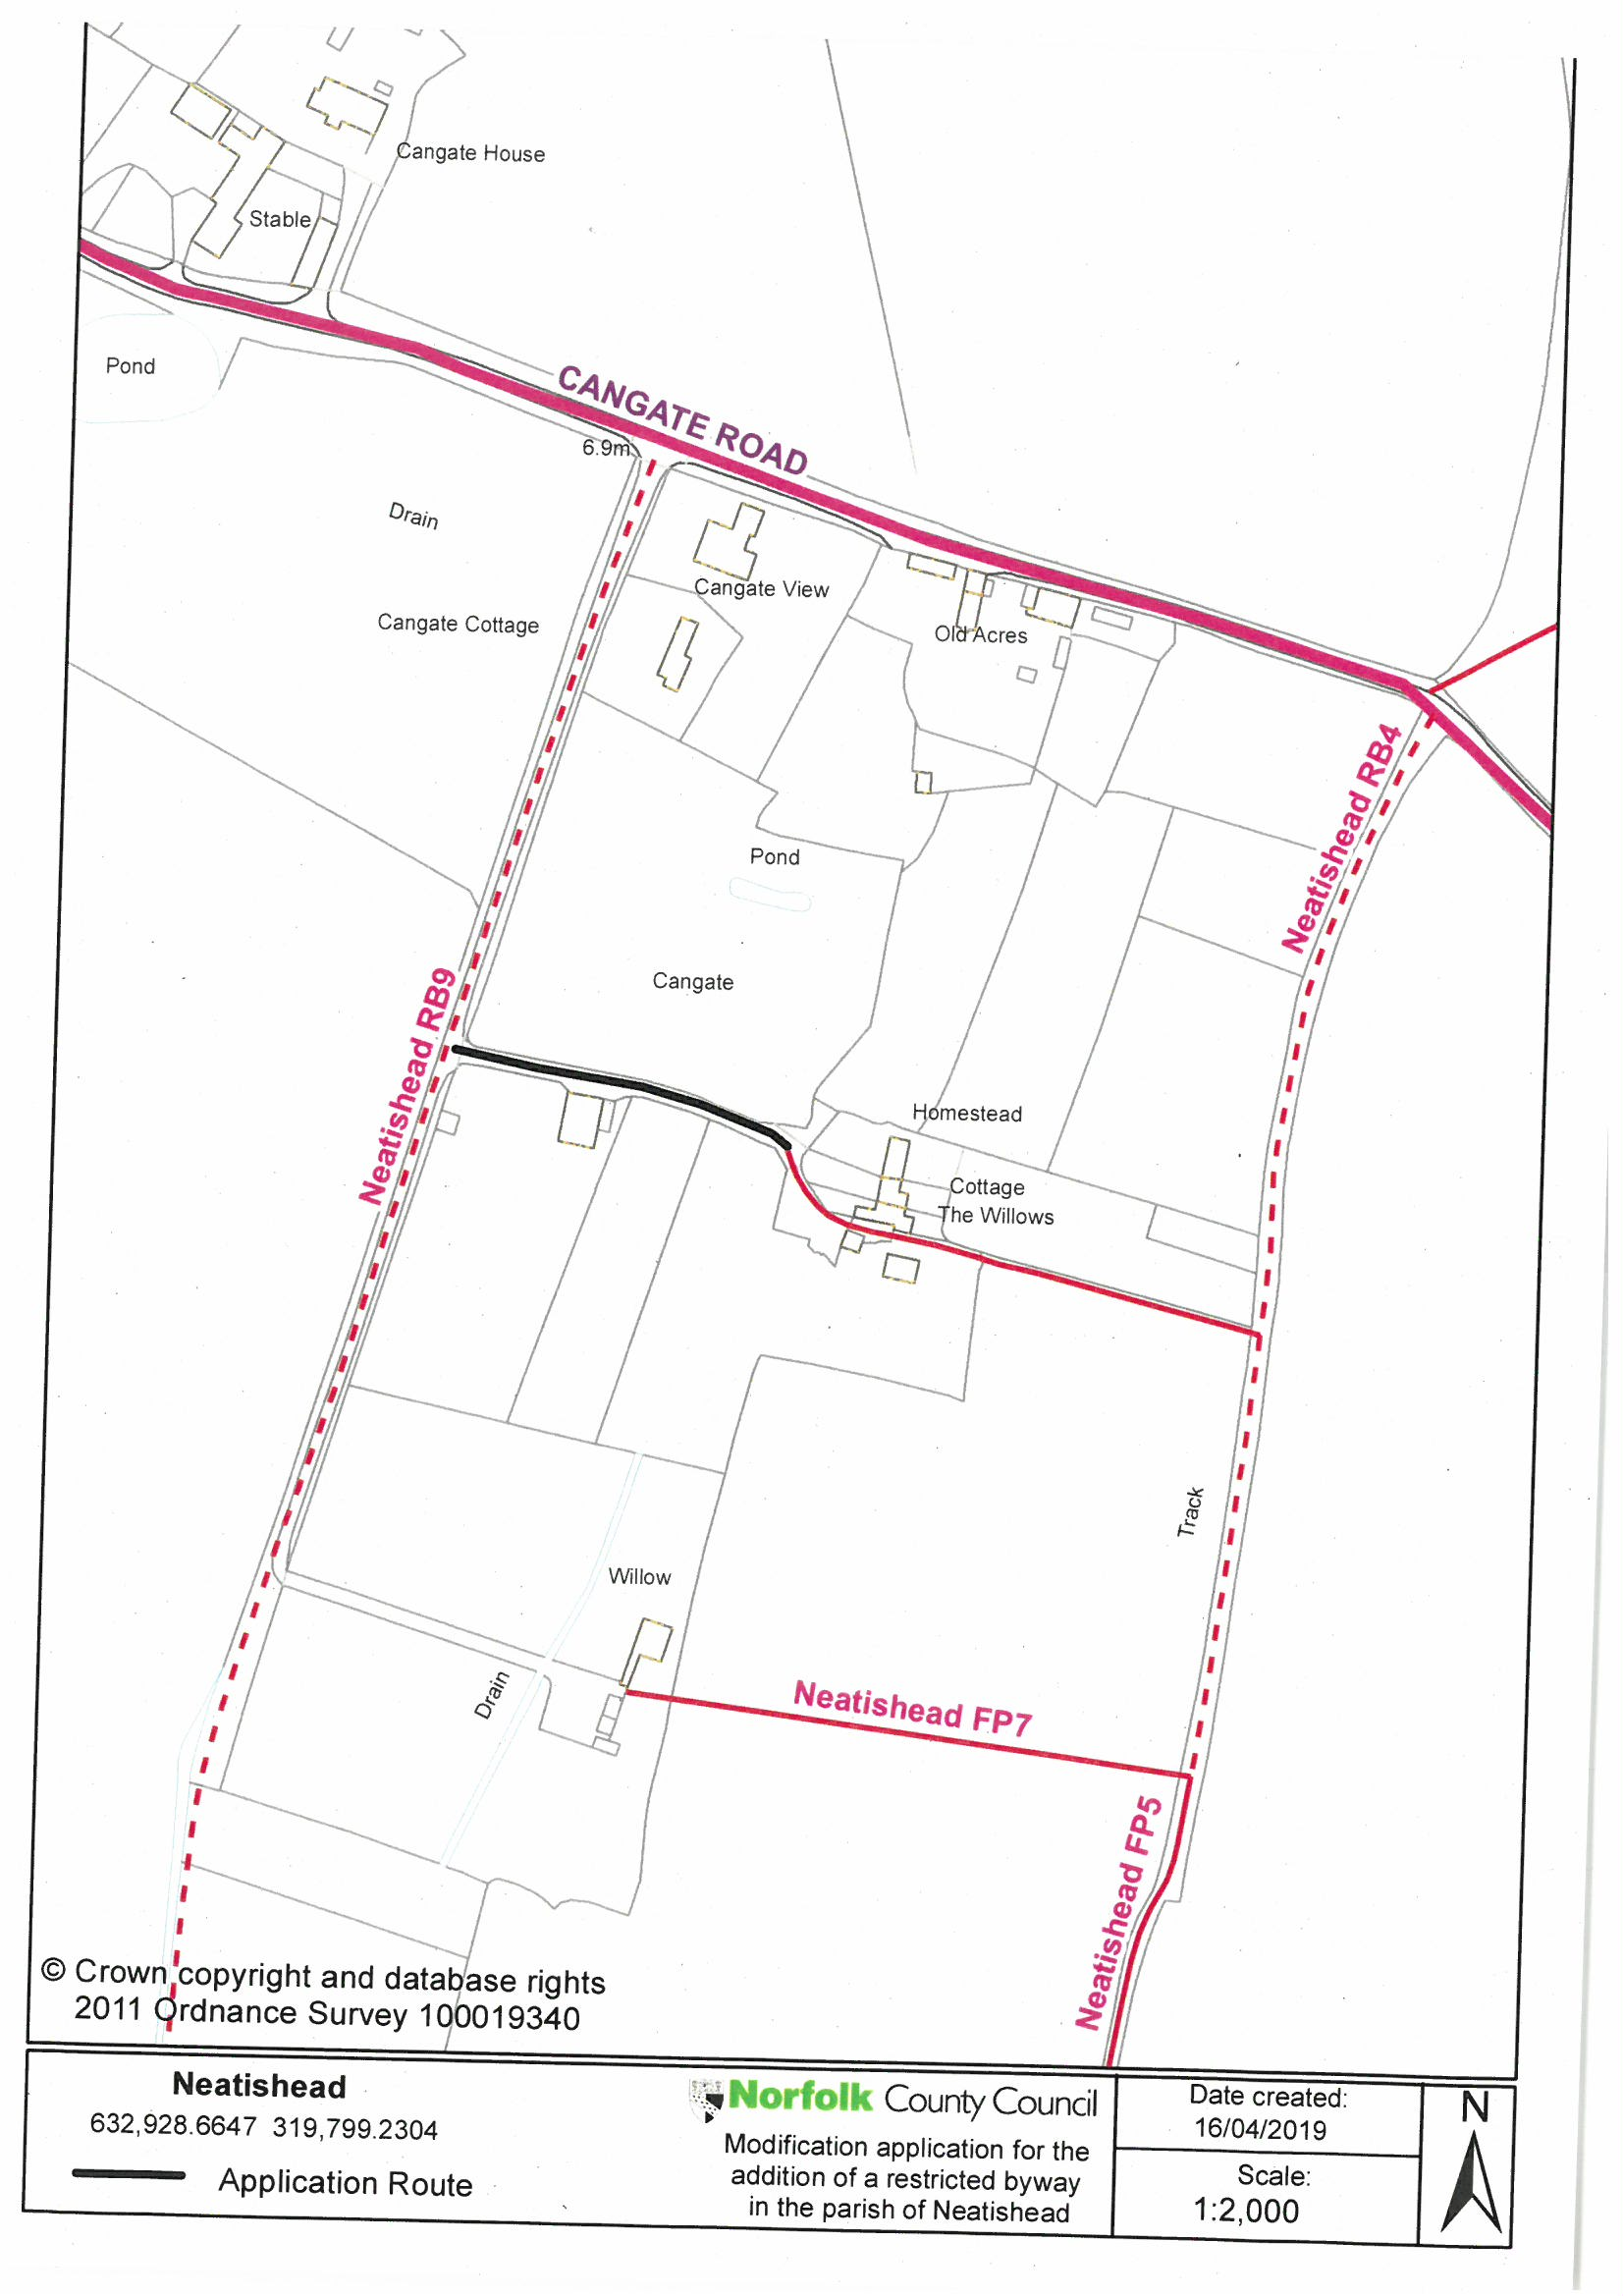 Cangate House
Stable
Pond
CANGATE ROAD
6.9m
Drain
Cangate View
Cangate Cottage
Old Acres
Neatishead RB4
Pond
Cangate
Neatishead RB9
Homestead
Cottage
The Willows
Track
Willow
Drain
Neatishead FP7
Neatishead FP5
© Crown copyright and database rights
2011 Ordnance Survey 100019340
Neatishead
632,928.6647 319,799.2304
Application Route
Norfolk County Council
Modification application for the
addition of a restricted byway
in the parish of Neatishead
Date created:
16/04/2019
Scale:
1:2,000
N